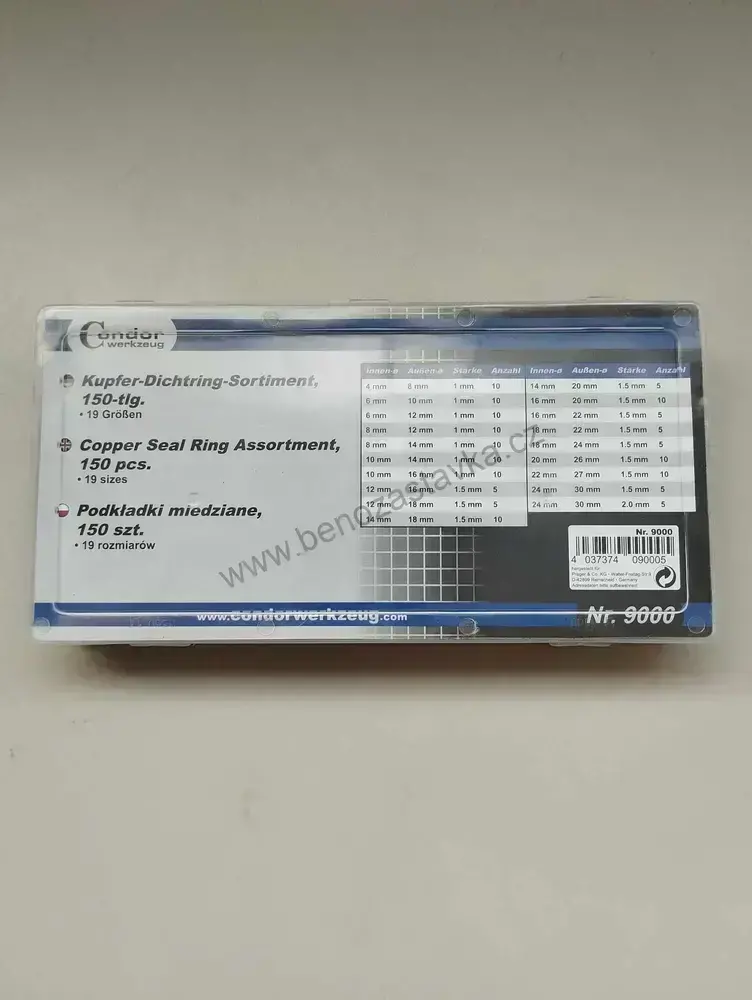 Condor
werkzeug
Kupfer-Dichtring-Sortiment,
150-tlg.
• 19 Größen
Copper Seal Ring Assortment,
150 pcs.
• 19 sizes
Podkładki miedziane,
150 szt.
• 19 rozmiarów
Innen-ø Außen-ø Stärke Anzahl
4 mm 8 mm 1 mm 10
6 mm 10 mm 1 mm 10
6 mm 12 mm 1 mm 10
8 mm 12 mm 1 mm 10
8 mm 14 mm 1 mm 10
10 mm 14 mm 1 mm 10
10 mm 16 mm 1 mm 10
12 mm 16 mm 1.5 mm 5
12 mm 18 mm 1.5 mm 5
14 mm 18 mm 1.5 mm 10
Innen-ø Außen-ø Stärke Anzahl
14 mm 20 mm 1.5 mm 5
16 mm 20 mm 1.5 mm 10
16 mm 22 mm 1.5 mm 5
18 mm 22 mm 1.5 mm 5
18 mm 24 mm 1.5 mm 5
20 mm 26 mm 1.5 mm 10
22 mm 27 mm 1.5 mm 10
24 mm 30 mm 1.5 mm 5
24 mm 30 mm 2.0 mm 5
Nr. 9000
4 037374 090005
hergestellt für
Germany
www.condorwerkzeug.com
Nr. 9000
www.benozastavka.cz